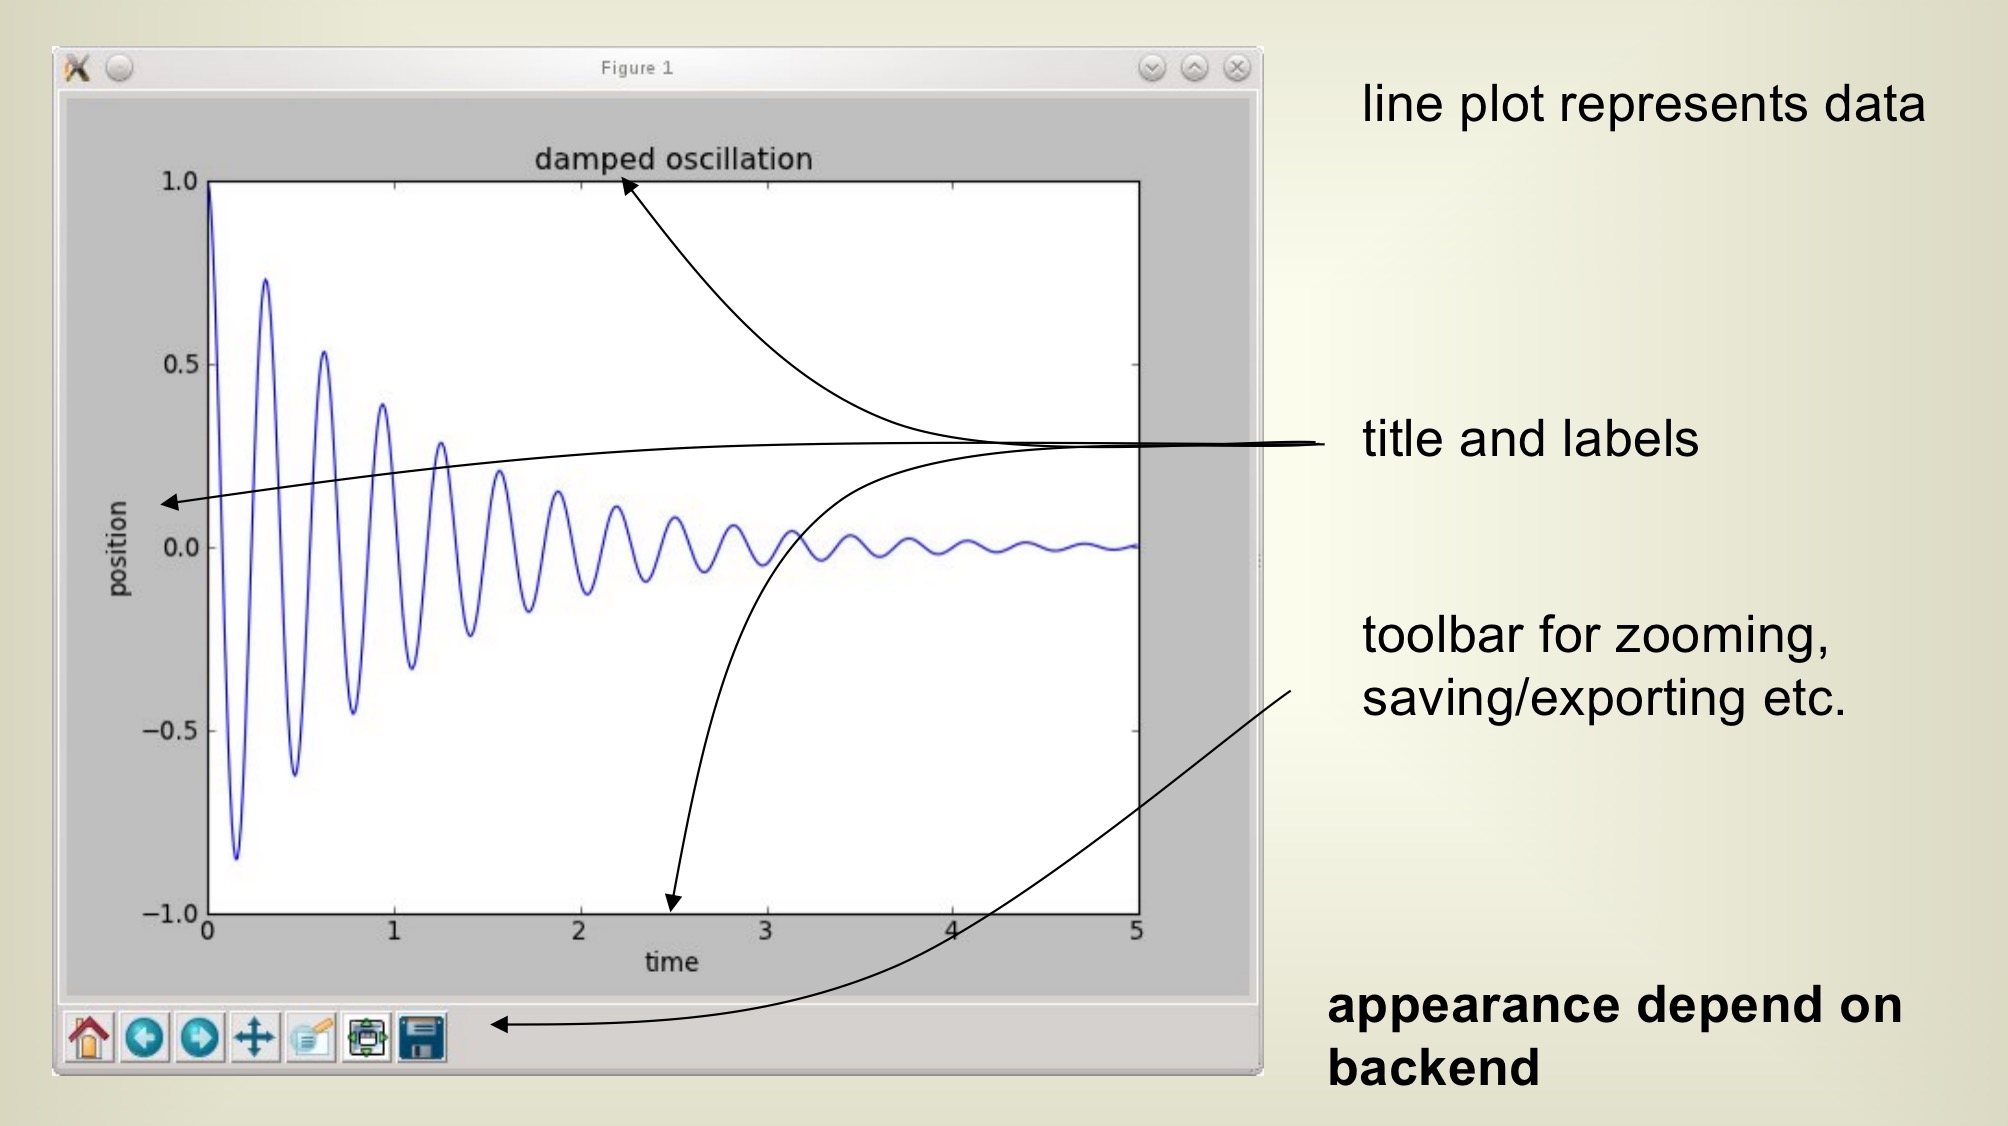 Figure 1
line plot represents data
damped oscillation
1.0
0.5
title and labels
position
0.0
toolbar for zooming,
saving/exporting etc.
−0.5
−1.0
0 1 2 3 4 5
time
appearance depend on
backend